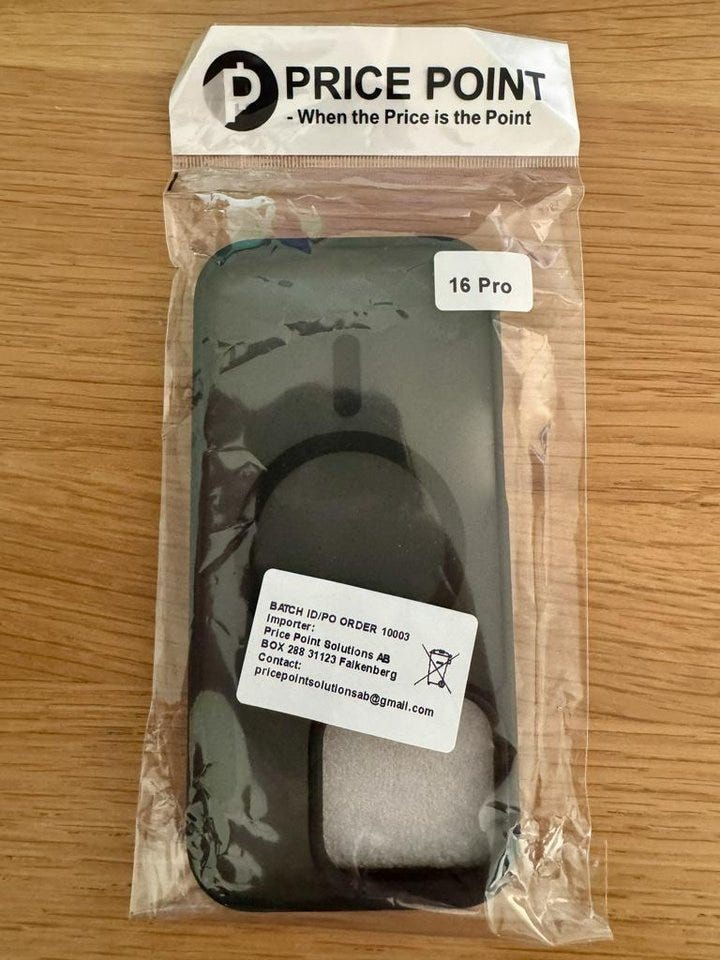 PRICE POINT
- When the Price is the Point
16 Pro
BATCH ID/PO ORDER 10003
Importer:
Price Point Solutions AB
BOX 288 31123 Falkenberg
Contact:
pricepointsolutionsab@gmail.com